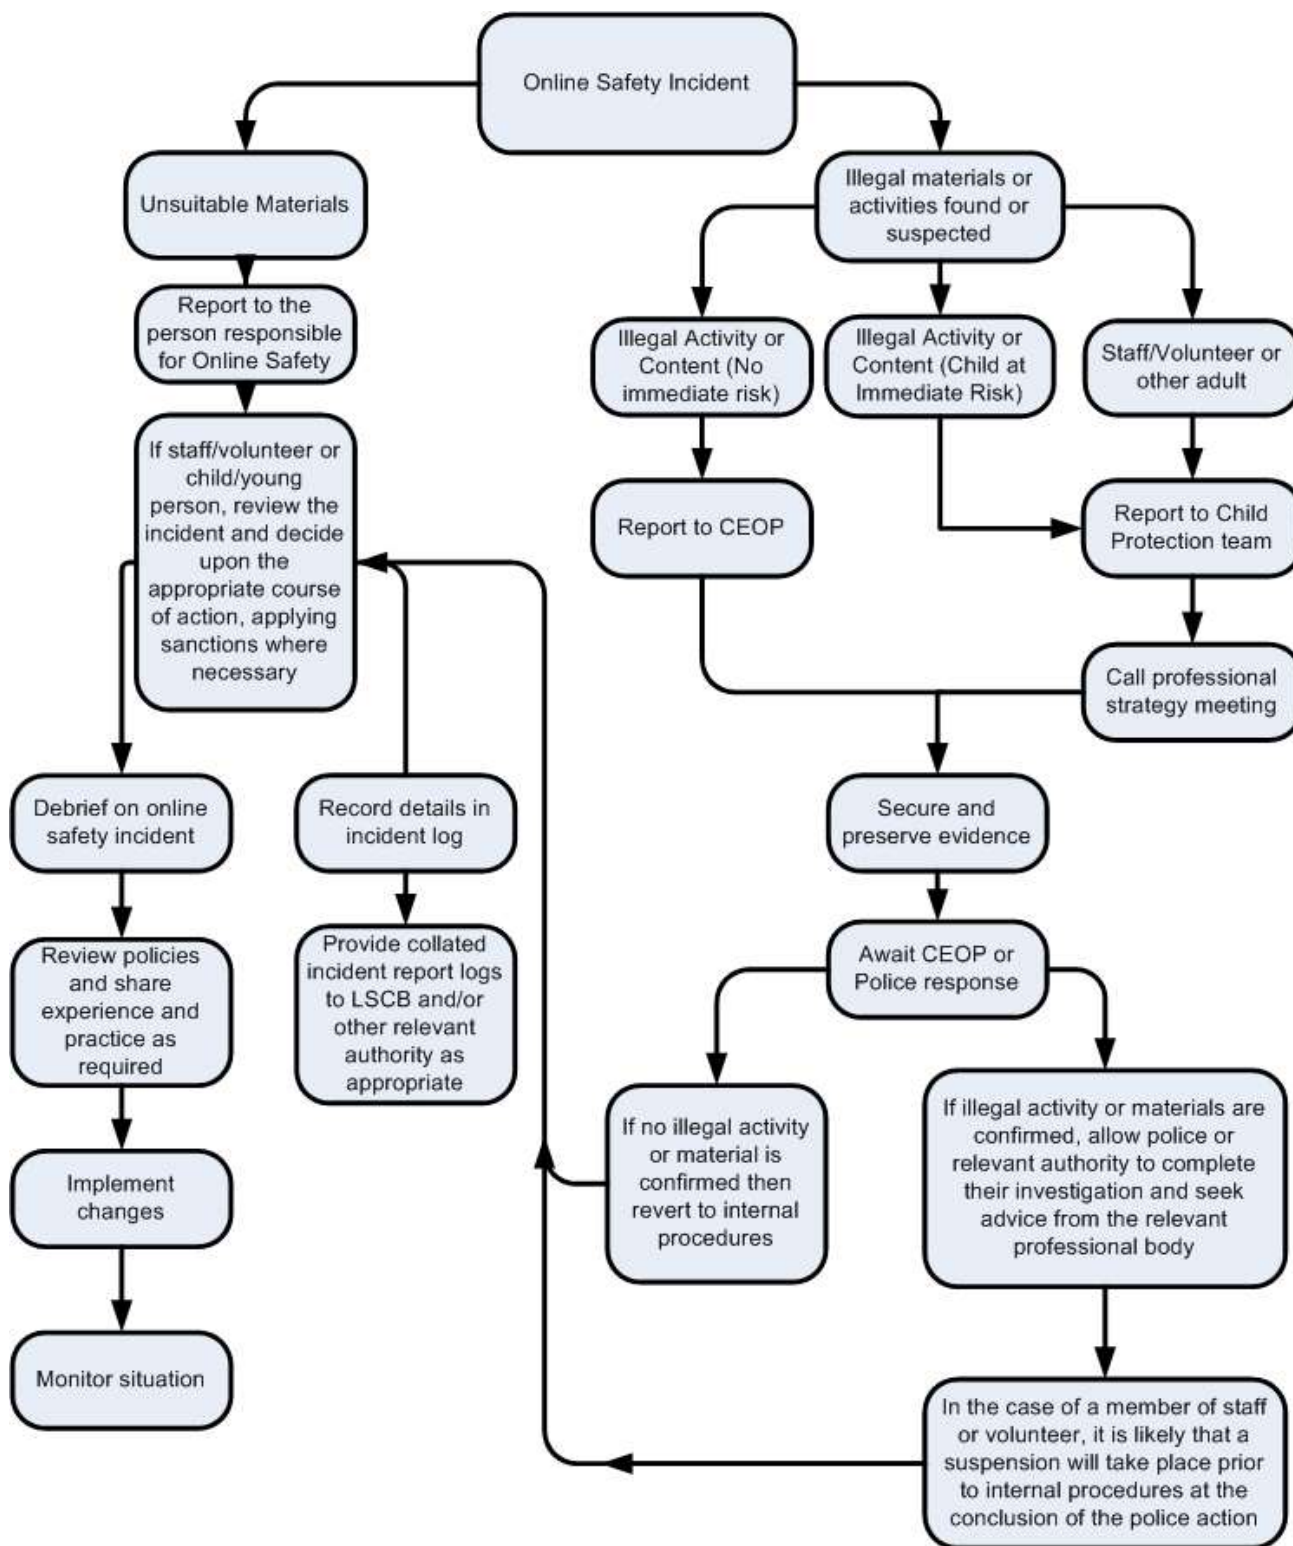 Online Safety Incident
Unsuitable Materials
Illegal materials or
activities found or
suspected
Report to the
person responsible
for Online Safety
Illegal Activity or
Content (No
immediate risk)
Illegal Activity or
Content (Child at
Immediate Risk)
Staff/Volunteer or
other adult
If staff/volunteer or
child/young
person, review the
incident and decide
upon the
appropriate course
of action, applying
sanctions where
necessary
Report to CEOP
Report to Child
Protection team
Call professional
strategy meeting
Debrief on online
safety incident
Record details in
incident log
Secure and
preserve evidence
Review policies
and share
experience and
practice as
required
Provide collated
incident report logs
to LSCB and/or
other relevant
authority as
appropriate
Await CEOP or
Police response
If no illegal activity
or material is
confirmed then
revert to internal
procedures
If illegal activity or materials are
confirmed, allow police or
relevant authority to complete
their investigation and seek
advice from the relevant
professional body
Implement
changes
Monitor situation
In the case of a member of staff
or volunteer, it is likely that a
suspension will take place prior
to internal procedures at the
conclusion of the police action